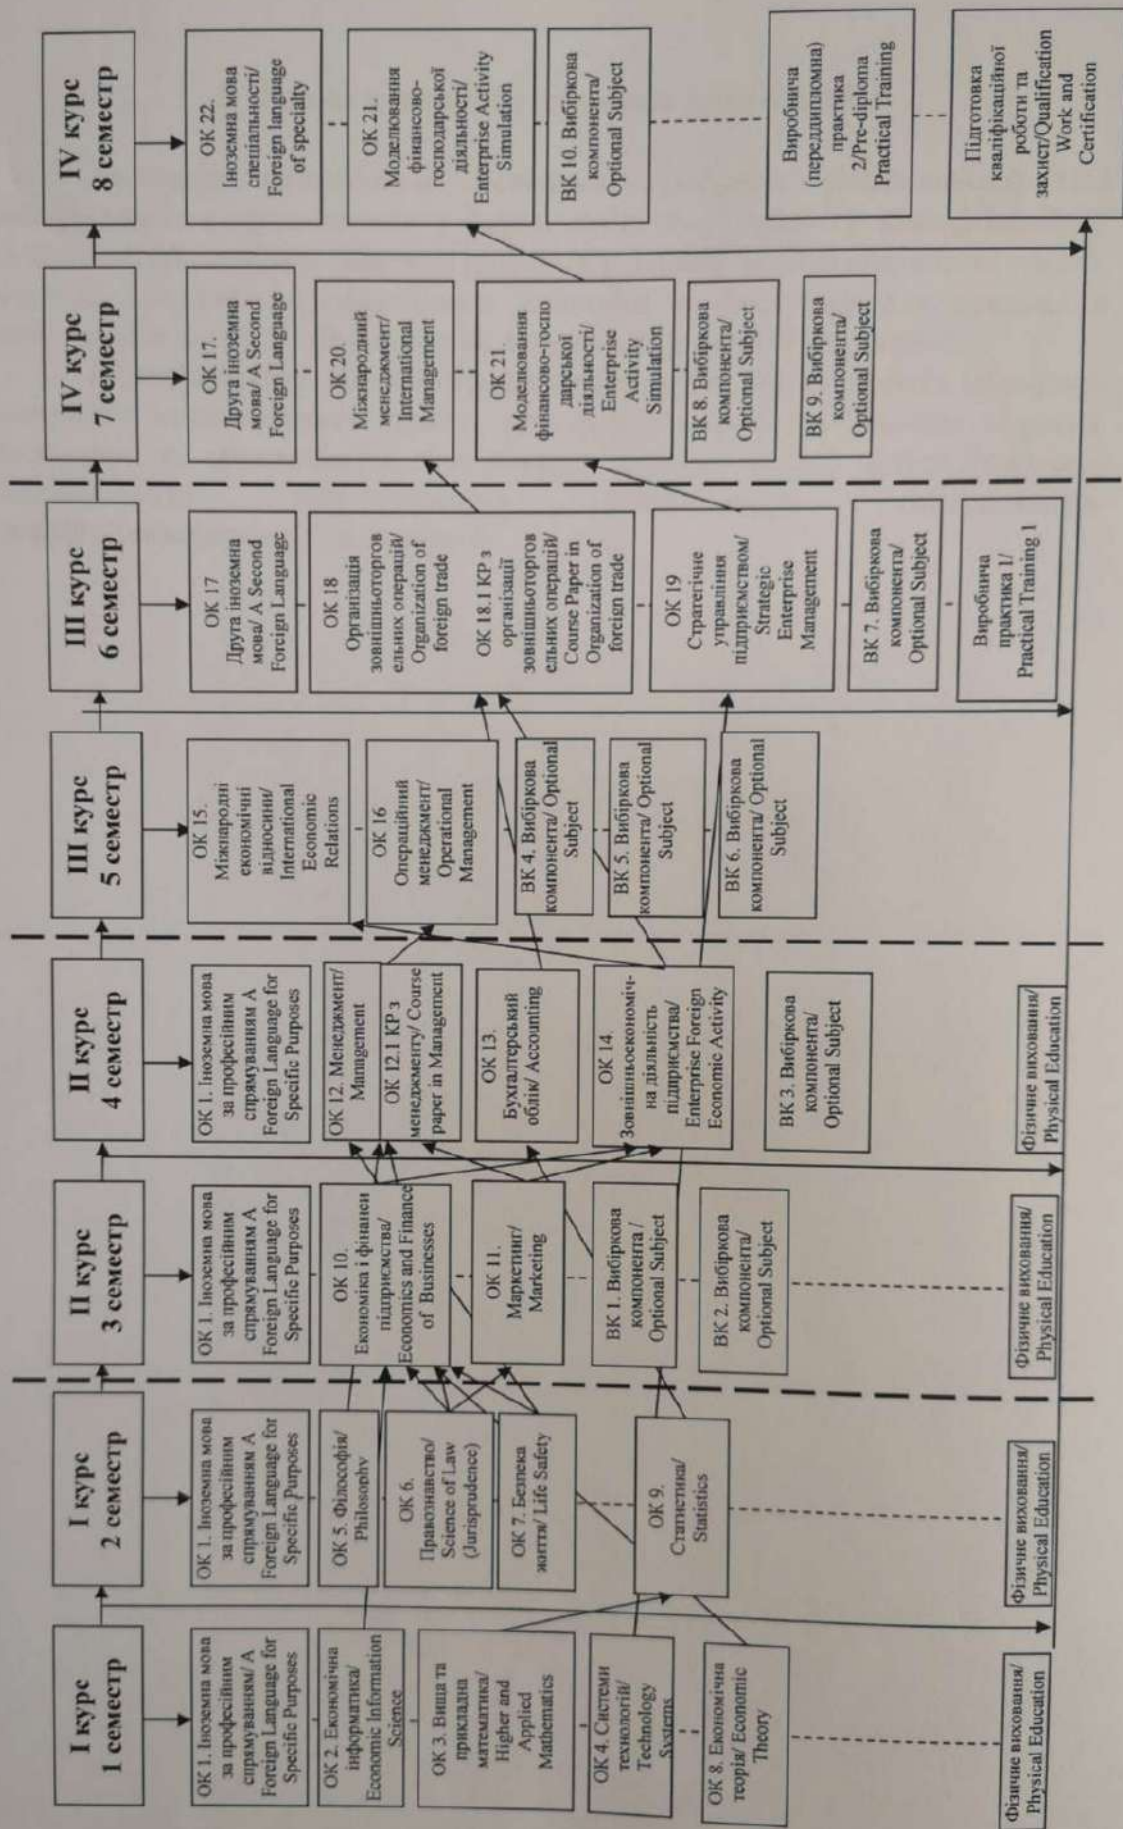 I курс
1 семестр
ОК 1. Іноземна мова
за професійним
спрямуванням/ A
Foreign Language for
Specific Purposes
ОК 2. Економічна
інформатика/
Economic Information
Science
ОК 3. Вища та
прикладна
математика/
Higher and
Applied
Mathematics
ОК 4. Системи
технологій/
Technology
Systems
ОК 8. Економічна
теорія/ Economic
Theory
Фізичне виховання/
Physical Education
I курс
2 семестр
ОК 1. Іноземна мова
за професійним
спрямуванням A
Foreign Language for
Specific Purposes
ОК 5. Філософія/
Philosophy
ОК 6.
Правознавство/
Science of Law
(Jurisprudence)
ОК 7. Безпека
життя/ Life Safety
ОК 9.
Статистика/
Statistics
Фізичне виховання/
Physical Education
II курс
3 семестр
ОК 1. Іноземна мова
за професійним
спрямуванням A
Foreign Language for
Specific Purposes
ОК 10.
Економіка і фінанси
підприємства/
Economics and Finance
of Businesses
ОК 11.
Маркетинг/
Marketing
ВК 1. Вибіркова
компонента /
Optional Subject
ВК 2. Вибіркова
компонента/
Optional Subject
Фізичне виховання/
Physical Education
II курс
4 семестр
ОК 1. Іноземна мова
за професійним
спрямуванням A
Foreign Language for
Specific Purposes
ОК 12. Менеджмент/
Management
ОК 12.1 КР з
менеджменту/ Course
paper in Management
ОК 13.
Бухгалтерський
облік/ Accounting
ОК 14.
Зовнішньоекономіч-
на діяльність
підприємства/
Enterprise Foreign
Economic Activity
ВК 3. Вибіркова
компонента/
Optional Subject
Фізичне виховання/
Physical Education
III курс
5 семестр
ОК 15.
Міжнародні
економічні
відносини/
International
Economic
Relations
ОК 16
Операційний
менеджмент/
Operational
Management
ВК 4. Вибіркова
компонента/ Optional
Subject
ВК 5. Вибіркова
компонента/ Optional
Subject
ВК 6. Вибіркова
компонента/ Optional
Subject
III курс
6 семестр
ОК 17
Друга іноземна
мова/ A Second
Foreign Language
ОК 18
Організація
зовнішньоторгов
ельних операцій/
Organization of
foreign trade
ОК 18.1 КР з
організації
зовнішньоторгов
ельних операцій/
Course Paper in
Organization of
foreign trade
ОК 19
Стратегічне
управління
підприємством/
Strategic
Enterprise
Management
ВК 7. Вибіркова
компонента/
Optional Subject
Виробнича
практика 1/
Practical Training 1
IV курс
7 семестр
ОК 17.
Друга іноземна
мова/ A Second
Foreign Language
ОК 20.
Міжнародний
менеджмент/
International
Management
ОК 21.
Моделювання
фінансово-госпо
дарської
діяльності/
Enterprise
Activity
Simulation
ВК 8. Вибіркова
компонента/
Optional Subject
ВК 9. Вибіркова
компонента/
Optional Subject
IV курс
8 семестр
ОК 22.
Іноземна мова
спеціальності/
Foreign language
of specialty
ОК 21.
Моделювання
фінансово-
господарської
діяльності/
Enterprise Activity
Simulation
ВК 10. Вибіркова
компонента/
Optional Subject
Виробнича
(переддипломна)
практика
2/Pre-diploma
Practical Training
Підготовка
кваліфікаційної
роботи та
захист/Qualification
Work and
Certification